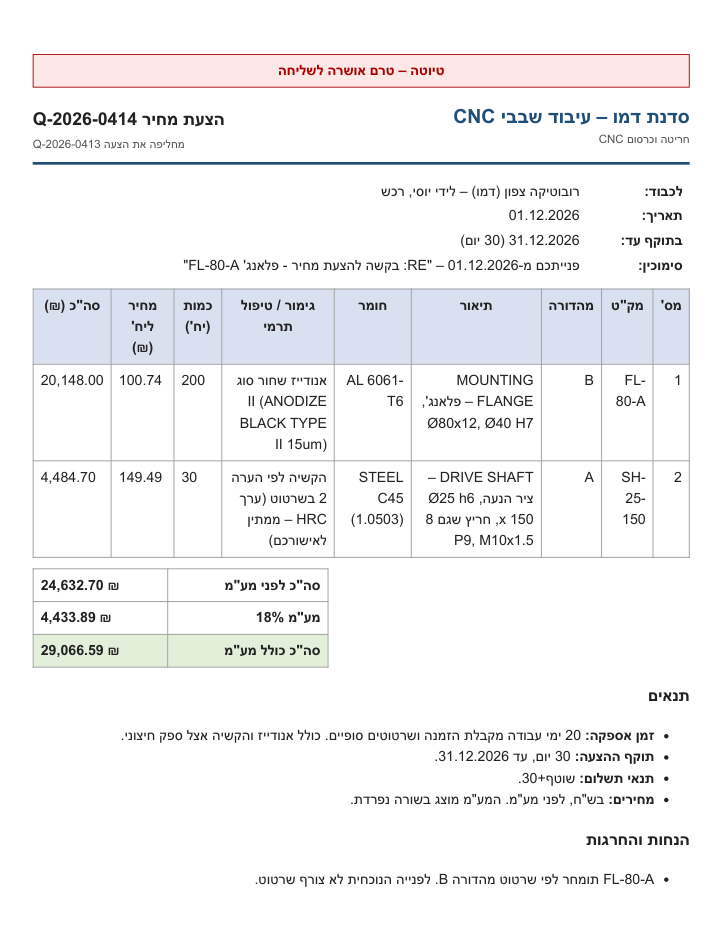 טיוטה – טרם אושרה לשליחה
סדנת דמו – עיבוד שבבי CNC
חריטה וכרסום CNC
הצעת מחיר Q-2026-0414
מחליפה את הצעה Q-2026-0413
לכבוד: רובוטיקה צפון (דמו) – לידי יוסי, רכש
תאריך: 01.12.2026
בתוקף עד: 31.12.2026 (30 יום)
סימוכין: פנייתכם מ-01.12.2026 – "RE: בקשה להצעת מחיר - פלאנג' FL-80-A"
מס' מק"ט מהדורה תיאור חומר גימור / טיפול תרמי כמות (יח') מחיר ליח' (₪) סה"כ (₪)
1 FL-80-A B MOUNTING FLANGE – פלאנג', Ø80x12, Ø40 H7 AL 6061-T6 אנודייז שחור סוג II (ANODIZE BLACK TYPE II 15um) 200 100.74 20,148.00
2 SH-25-150 A DRIVE SHAFT – ציר הנעה, Ø25 h6 x 150, חריץ שגם 8 P9, M10x1.5 STEEL C45 (1.0503) הקשיה לפי הערה 2 בשרטוט (ערך HRC – ממתין לאישורכם) 30 149.49 4,484.70
סה"כ לפני מע"מ 24,632.70 ₪
מע"מ 18% 4,433.89 ₪
סה"כ כולל מע"מ 29,066.59 ₪
תנאים
• זמן אספקה: 20 ימי עבודה מקבלת הזמנה ושרטוטים סופיים. כולל אנודייז והקשיה אצל ספק חיצוני.
• תוקף ההצעה: 30 יום, עד 31.12.2026.
• תנאי תשלום: שוטף+30.
• מחירים: בש"ח, לפני מע"מ. המע"מ מוצג בשורה נפרדת.
הנחות והחרגות
• FL-80-A תומחר לפי שרטוט מהדורה B. לפנייה הנוכחית לא צורף שרטוט.